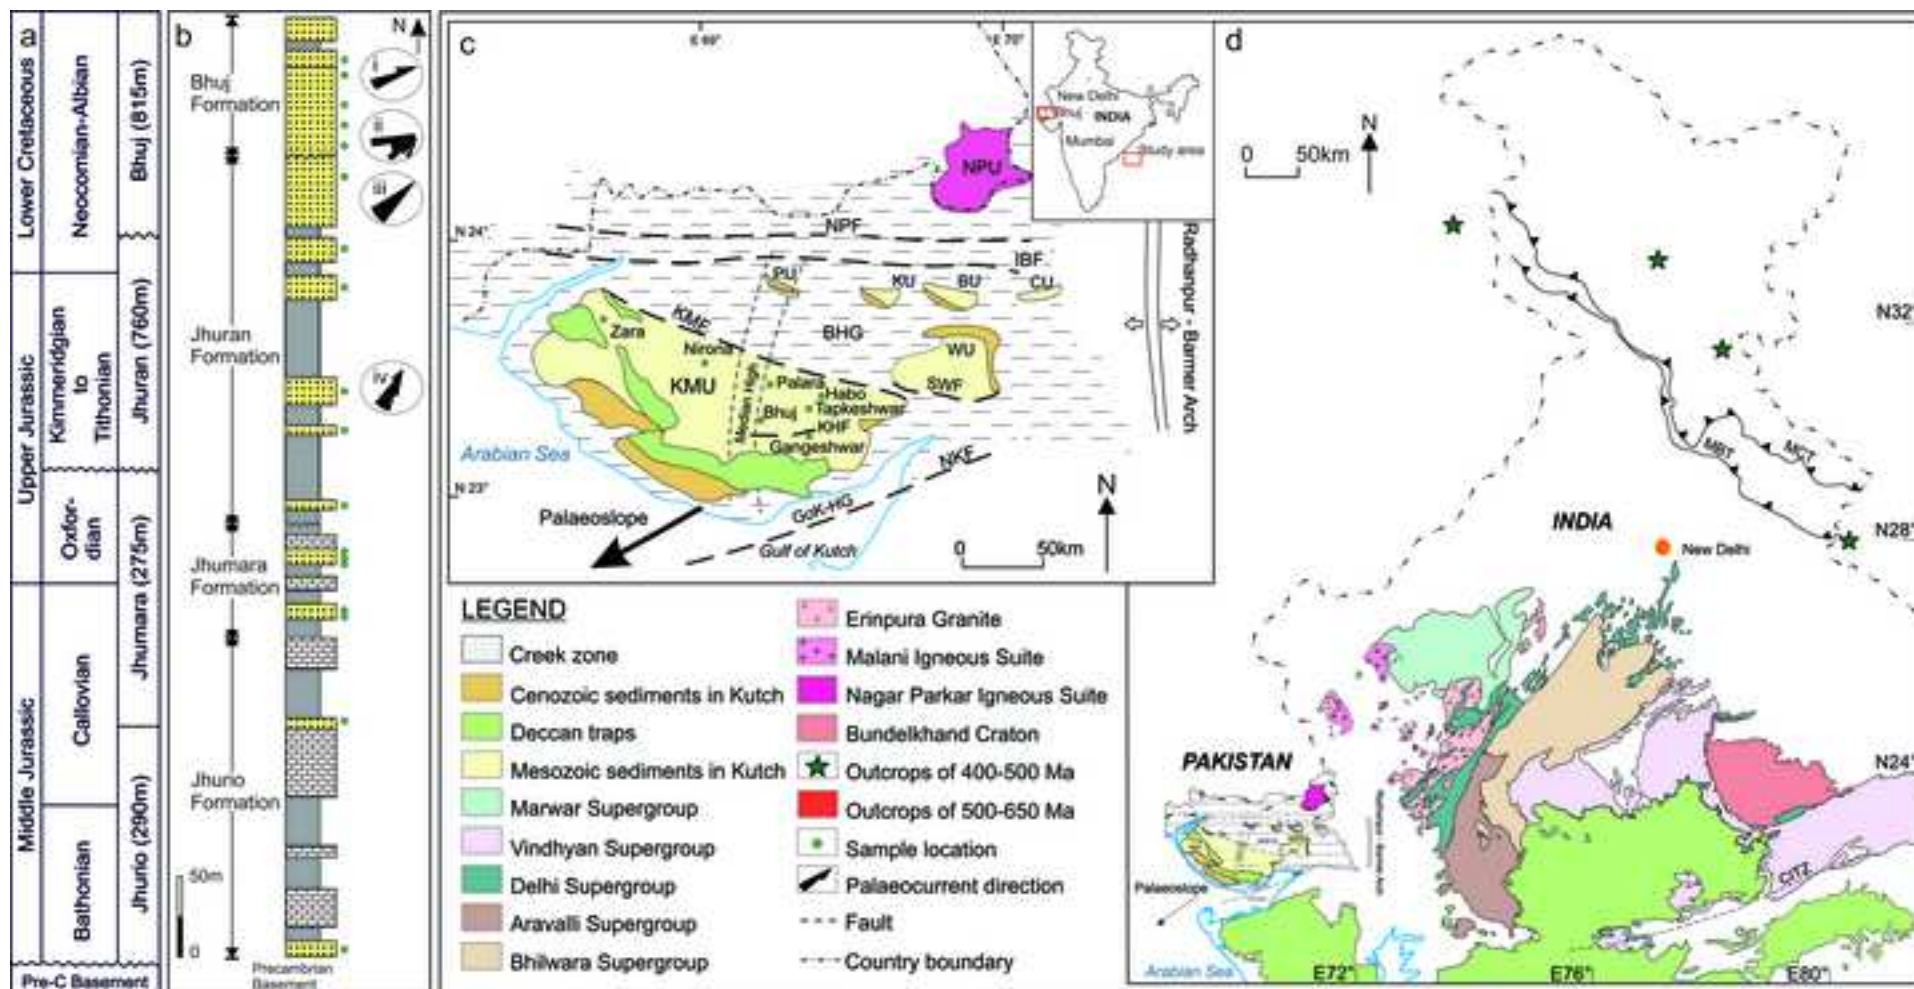 a
Lower Cretaceous
Neocomian-Albian
Bhuj (815m)
Upper Jurassic
Kimmeridgian
to
Tithonian
Jhuran (760m)
Oxfor-
dian
Jhumara (275m)
Middle Jurassic
Callovian
Bathonian
Jhurio (290m)
Pre-C Basement
b
N
Bhuj
Formation
i
ii
iii
Jhuran
Formation
iv
Jhumara
Formation
Jhurio
Formation
50m
0
Precambrian
Basement
c
E 69°
E 70°
New Delhi
Bhuj
INDIA
Mumbai
Study area
NPU
N 24°
NPF
IBF
PU
KU
BU
CU
KMF
Zara
Nirona
BHG
WU
KMU
Palara
SWF
Median High
Habo
Bhuj
Tapkeshwar
KHF
Gangeshwar
Arabian Sea
NKF
N 23°
Palaeoslope
GoK-HG
Gulf of Kutch
N
0
50km
Radhanpur - Barmer Arch
LEGEND
Creek zone
Cenozoic sediments in Kutch
Deccan traps
Mesozoic sediments in Kutch
Marwar Supergroup
Vindhyan Supergroup
Delhi Supergroup
Aravalli Supergroup
Bhilwara Supergroup
Erinpura Granite
Malani Igneous Suite
Nagar Parkar Igneous Suite
Bundelkhand Craton
Outcrops of 400-500 Ma
Outcrops of 500-650 Ma
Sample location
Palaeocurrent direction
Fault
Country boundary
d
N
0
50km
N32°
MBT
MCT
INDIA
N28°
New Delhi
PAKISTAN
N24°
Radhanpur - Barmer Arch
CITZ
Palaeoslope
Arabian Sea
E72°
E76°
E80°